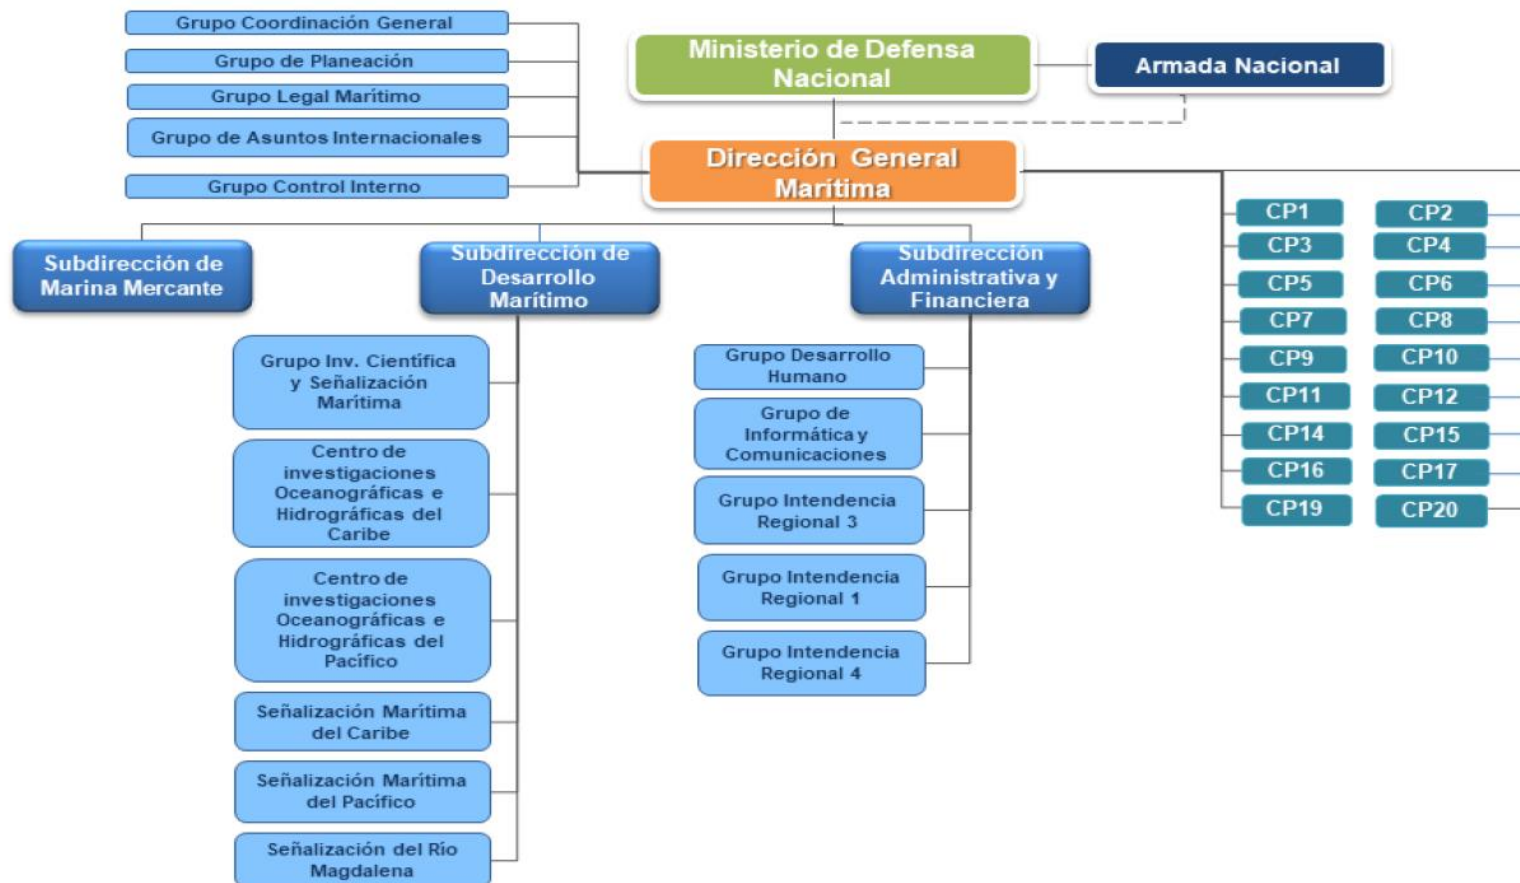 Grupo Coordinación General
Grupo de Planeación
Grupo Legal Marítimo
Grupo de Asuntos Internacionales
Grupo Control Interno
Ministerio de Defensa
Nacional
Armada Nacional
Dirección General
Marítima
Subdirección de
Marina Mercante
Subdirección de
Desarrollo
Marítimo
Subdirección
Administrativa y
Financiera
Grupo Inv. Científica
y Señalización
Marítima
Centro de
investigaciones
Oceanográficas e
Hidrográficas del
Caribe
Centro de
investigaciones
Oceanográficas e
Hidrográficas del
Pacífico
Señalización Marítima
del Caribe
Señalización Marítima
del Pacífico
Señalización del Río
Magdalena
Grupo Desarrollo
Humano
Grupo de
Informática y
Comunicaciones
Grupo Intendencia
Regional 3
Grupo Intendencia
Regional 1
Grupo Intendencia
Regional 4
CP1
CP2
CP3
CP4
CP5
CP6
CP7
CP8
CP9
CP10
CP11
CP12
CP14
CP15
CP16
CP17
CP19
CP20